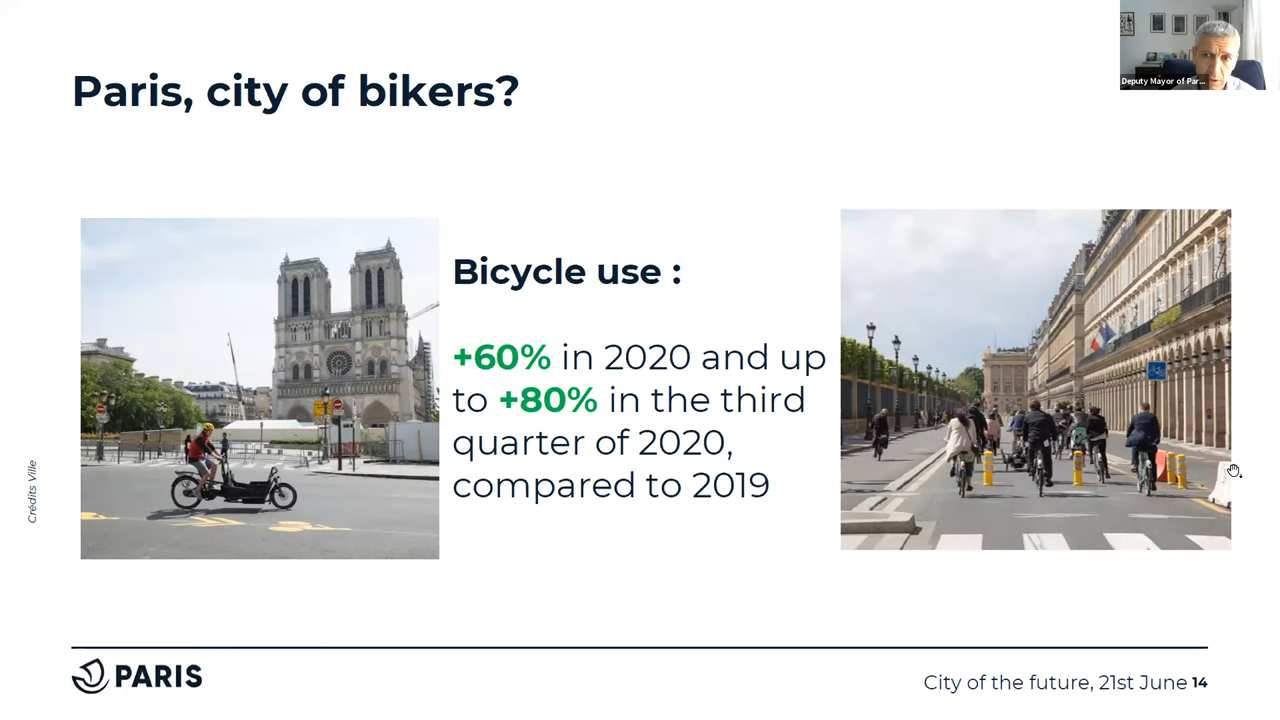 Deputy Mayor of Par...
Paris, city of bikers?
Bicycle use :
+60% in 2020 and up
to +80% in the third
quarter of 2020,
compared to 2019
Crédits Ville
PARIS
City of the future, 21st June 14